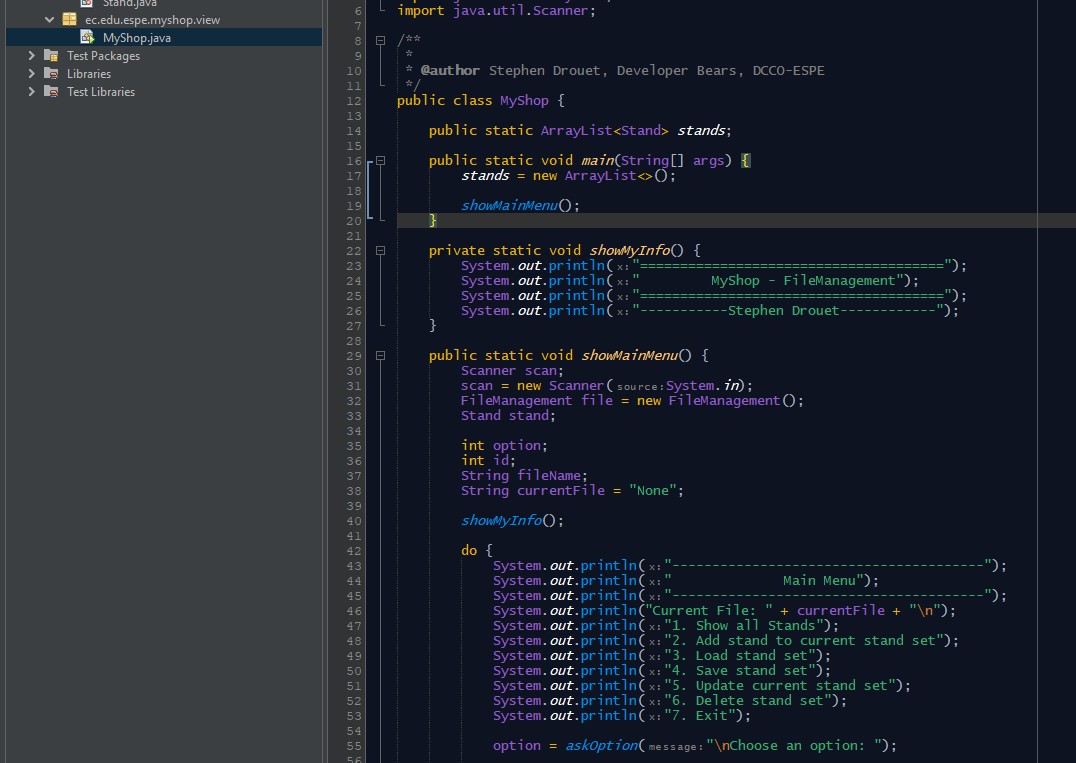 Stand.java
ec.edu.espe.myshop.view
MyShop.java
Test Packages
Libraries
Test Libraries
6 import java.util.Scanner;
7
8 /**
9 *
10 * @author Stephen Drouet, Developer Bears, DCCO-ESPE
11 */
12 public class MyShop {
13
14 public static ArrayList<Stand> stands;
15
16 public static void main(String[] args) {
17 stands = new ArrayList<>();
18
19 showMainMenu();
20 }
21
22 private static void showMyInfo() {
23 System.out.println(x:"======================================");
24 System.out.println(x:"         MyShop - FileManagement");
25 System.out.println(x:"======================================");
26 System.out.println(x:"-----------Stephen Drouet------------");
27 }
28
29 public static void showMainMenu() {
30 Scanner scan;
31 scan = new Scanner(source:System.in);
32 FileManagement file = new FileManagement();
33 Stand stand;
34
35 int option;
36 int id;
37 String fileName;
38 String currentFile = "None";
39
40 showMyInfo();
41
42 do {
43 System.out.println(x:"---------------------------------------");
44 System.out.println(x:"              Main Menu");
45 System.out.println(x:"---------------------------------------");
46 System.out.println("Current File: " + currentFile + "\n");
47 System.out.println(x:"1. Show all Stands");
48 System.out.println(x:"2. Add stand to current stand set");
49 System.out.println(x:"3. Load stand set");
50 System.out.println(x:"4. Save stand set");
51 System.out.println(x:"5. Update current stand set");
52 System.out.println(x:"6. Delete stand set");
53 System.out.println(x:"7. Exit");
54
55 option = askOption(message:"\nChoose an option: ");
56